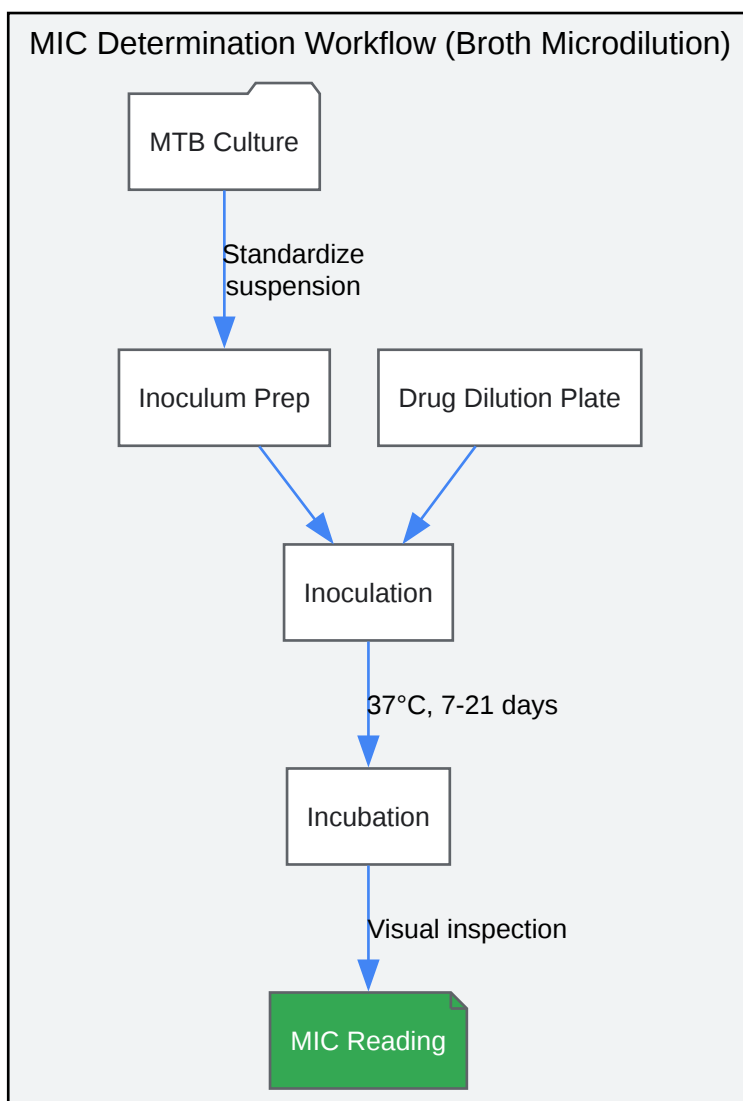 MIC Determination Workflow (Broth Microdilution)
MTB Culture
Standardize
suspension
Inoculum Prep
Drug Dilution Plate
Inoculation
37°C, 7-21 days
Incubation
Visual inspection
MIC Reading